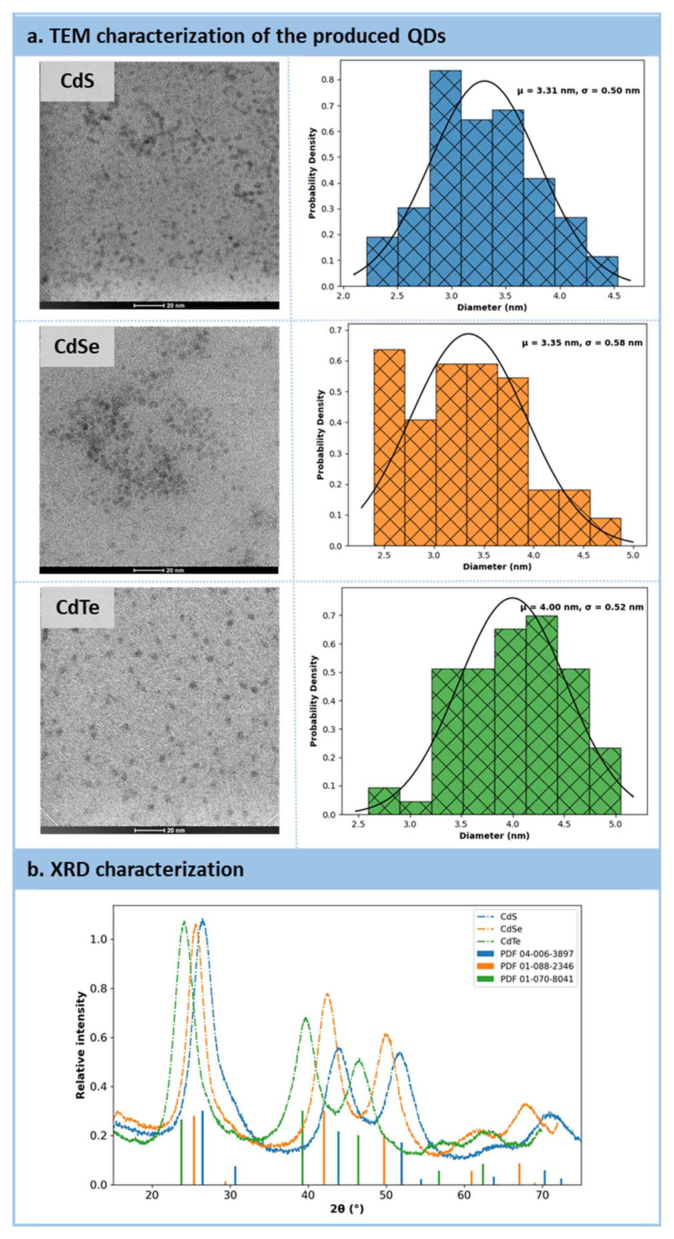 a. TEM characterization of the produced QDs
CdS
20 nm
Probability Density
0.8
0.7
0.6
0.5
0.4
0.3
0.2
0.1
0.0
μ = 3.31 nm, σ = 0.50 nm
2.0 2.5 3.0 3.5 4.0 4.5
Diameter (nm)
CdSe
20 nm
Probability Density
0.7
0.6
0.5
0.4
0.3
0.2
0.1
0.0
μ = 3.35 nm, σ = 0.58 nm
2.5 3.0 3.5 4.0 4.5 5.0
Diameter (nm)
CdTe
20 nm
Probability Density
0.7
0.6
0.5
0.4
0.3
0.2
0.1
0.0
μ = 4.00 nm, σ = 0.52 nm
2.5 3.0 3.5 4.0 4.5 5.0
Diameter (nm)
b. XRD characterization
Relative intensity
1.0
0.8
0.6
0.4
0.2
0.0
CdS
CdSe
CdTe
PDF 04-006-3897
PDF 01-088-2346
PDF 01-070-8041
20 30 40 50 60 70
2θ (°)